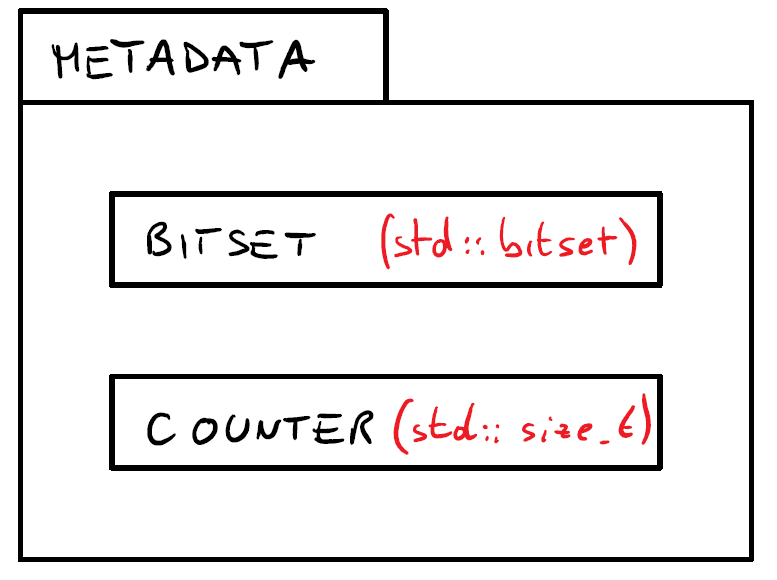 METADATA
BITSET (std::bitset)
COUNTER (std::size_t)